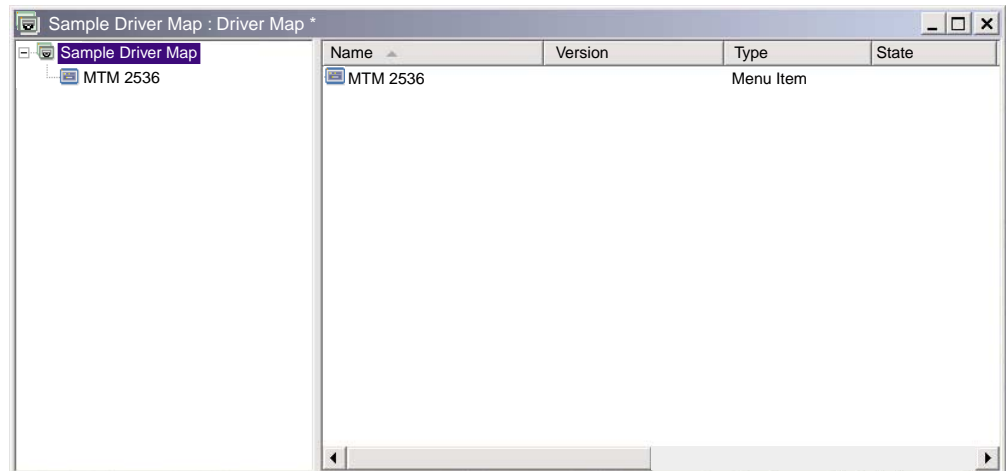 Sample Driver Map : Driver Map *
Sample Driver Map
MTM 2536
Name Version Type State
MTM 2536 Menu Item